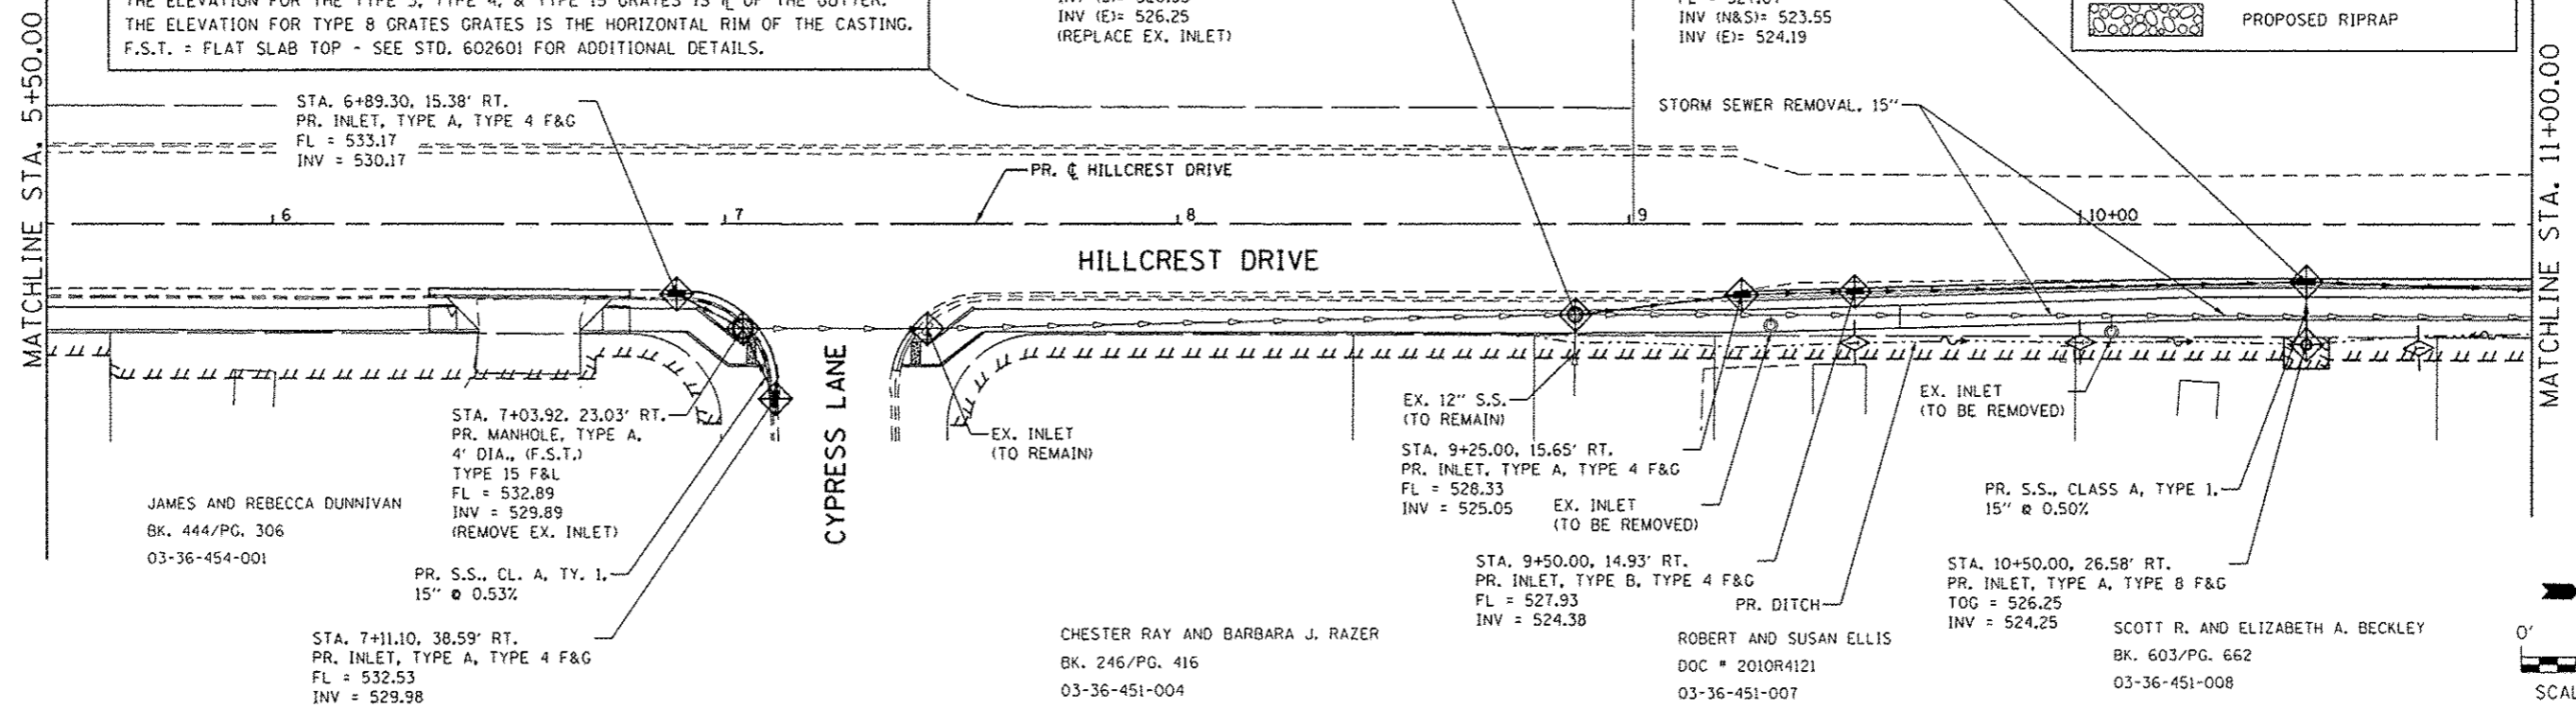 THE ELEVATION FOR THE TYPE 3, TYPE 4, & TYPE 15 GRATES IS ℄ OF THE GUTTER.
THE ELEVATION FOR TYPE 8 GRATES GRATES IS THE HORIZONTAL RIM OF THE CASTING.
F.S.T. = FLAT SLAB TOP - SEE STD. 602601 FOR ADDITIONAL DETAILS.
INV (E)= 526.25
(REPLACE EX. INLET)
INV (N&S)= 523.55
INV (E)= 524.19
PROPOSED RIPRAP
MATCHLINE STA. 5+50.00
MATCHLINE STA. 11+00.00
STA. 6+89.30, 15.38' RT.
PR. INLET, TYPE A, TYPE 4 F&G
FL = 533.17
INV = 530.17
STORM SEWER REMOVAL, 15"
PR. ℄ HILLCREST DRIVE
6
7
8
9
10+00
HILLCREST DRIVE
CYPRESS LANE
STA. 7+03.92, 23.03' RT.
PR. MANHOLE, TYPE A,
4' DIA., (F.S.T.)
TYPE 15 F&L
FL = 532.89
INV = 529.89
(REMOVE EX. INLET)
EX. INLET
(TO REMAIN)
EX. 12" S.S.
(TO REMAIN)
STA. 9+25.00, 15.65' RT.
PR. INLET, TYPE A, TYPE 4 F&G
FL = 528.33
INV = 525.05
EX. INLET
(TO BE REMOVED)
EX. INLET
(TO BE REMOVED)
PR. S.S., CLASS A, TYPE 1,
15" @ 0.50%
JAMES AND REBECCA DUNNIVAN
BK. 444/PG. 306
03-36-454-001
PR. S.S., CL. A, TY. 1,
15" @ 0.53%
STA. 9+50.00, 14.93' RT.
PR. INLET, TYPE B, TYPE 4 F&G
FL = 527.93
INV = 524.38
PR. DITCH
STA. 10+50.00, 26.58' RT.
PR. INLET, TYPE A, TYPE 8 F&G
TOG = 526.25
INV = 524.25
STA. 7+11.10, 38.59' RT.
PR. INLET, TYPE A, TYPE 4 F&G
FL = 532.53
INV = 529.98
CHESTER RAY AND BARBARA J. RAZER
BK. 246/PG. 416
03-36-451-004
ROBERT AND SUSAN ELLIS
DOC # 2010R4121
03-36-451-007
SCOTT R. AND ELIZABETH A. BECKLEY
BK. 603/PG. 662
03-36-451-008
0'
SCAL